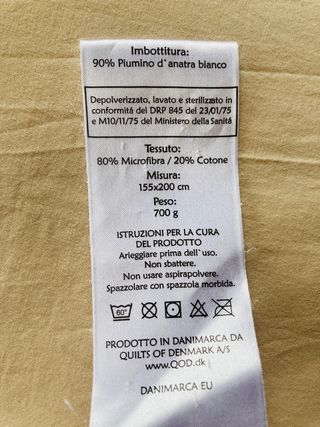 Imbottitura:
90% Piumino d`anatra bianco
Depolverizzato, lavato e sterilizzato in
conformitá del DRP 845 del 23/01/75
e M10/11/75 del Ministero della Sanitá
Tessuto:
80% Microfibra / 20% Cotone
Misura:
155x200 cm
Peso:
700 g
ISTRUZIONI PER LA CURA
DEL PRODOTTO
Arieggiare prima dell`uso.
Non sbattere.
Non usare aspirapolvere.
Spazzolare con spazzola morbida.
60°
PRODOTTO IN DANIMARCA DA
QUILTS OF DENMARK A/S
www.QOD.dk
DANIMARCA EU